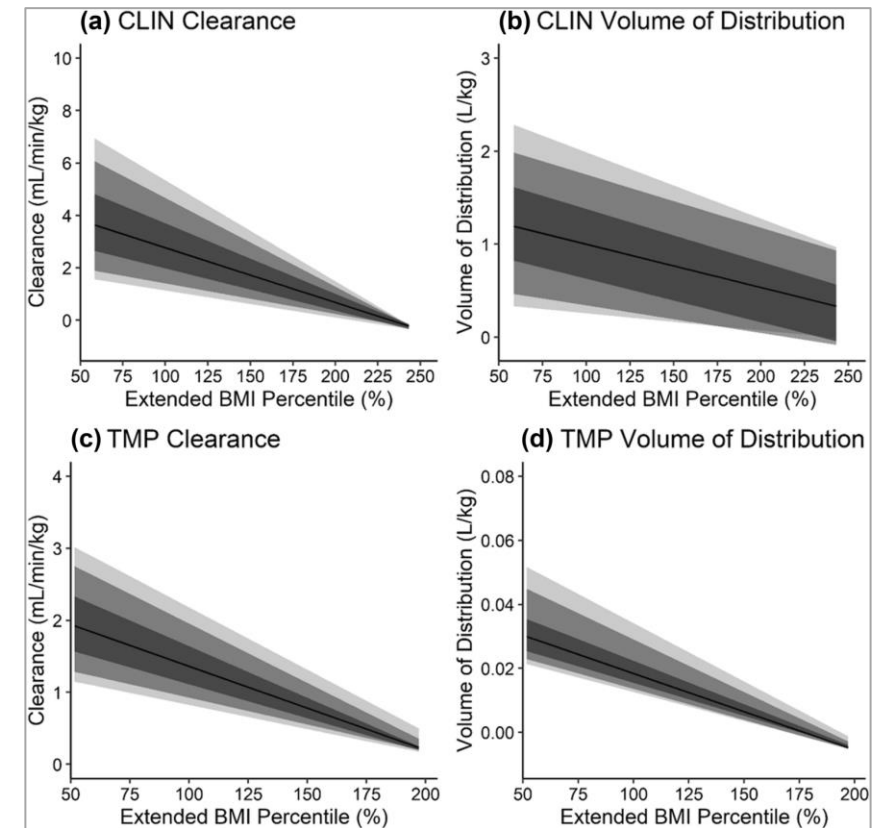 (a) CLIN Clearance
Clearance (mL/min/kg)
10
8
6
4
2
0
50 75 100 125 150 175 200 225 250
Extended BMI Percentile (%)
(b) CLIN Volume of Distribution
Volume of Distribution (L/kg)
3
2
1
0
50 75 100 125 150 175 200 225 250
Extended BMI Percentile (%)
(c) TMP Clearance
Clearance (mL/min/kg)
4
3
2
1
0
50 75 100 125 150 175 200
Extended BMI Percentile (%)
(d) TMP Volume of Distribution
Volume of Distribution (L/kg)
0.08
0.06
0.04
0.02
0.00
50 75 100 125 150 175 200
Extended BMI Percentile (%)